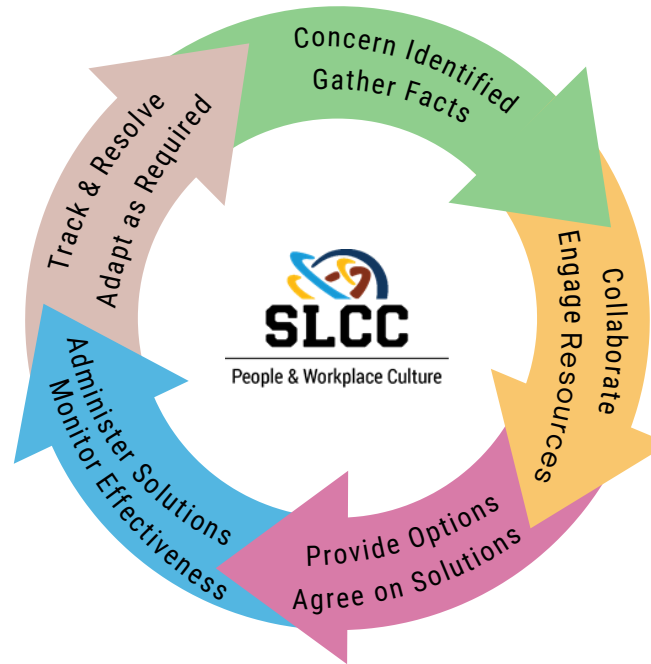 Concern Identified
Gather Facts
Collaborate
Engage Resources
Provide Options
Agree on Solutions
Administer Solutions
Monitor Effectiveness
Track & Resolve
Adapt as Required
SLCC
People & Workplace Culture